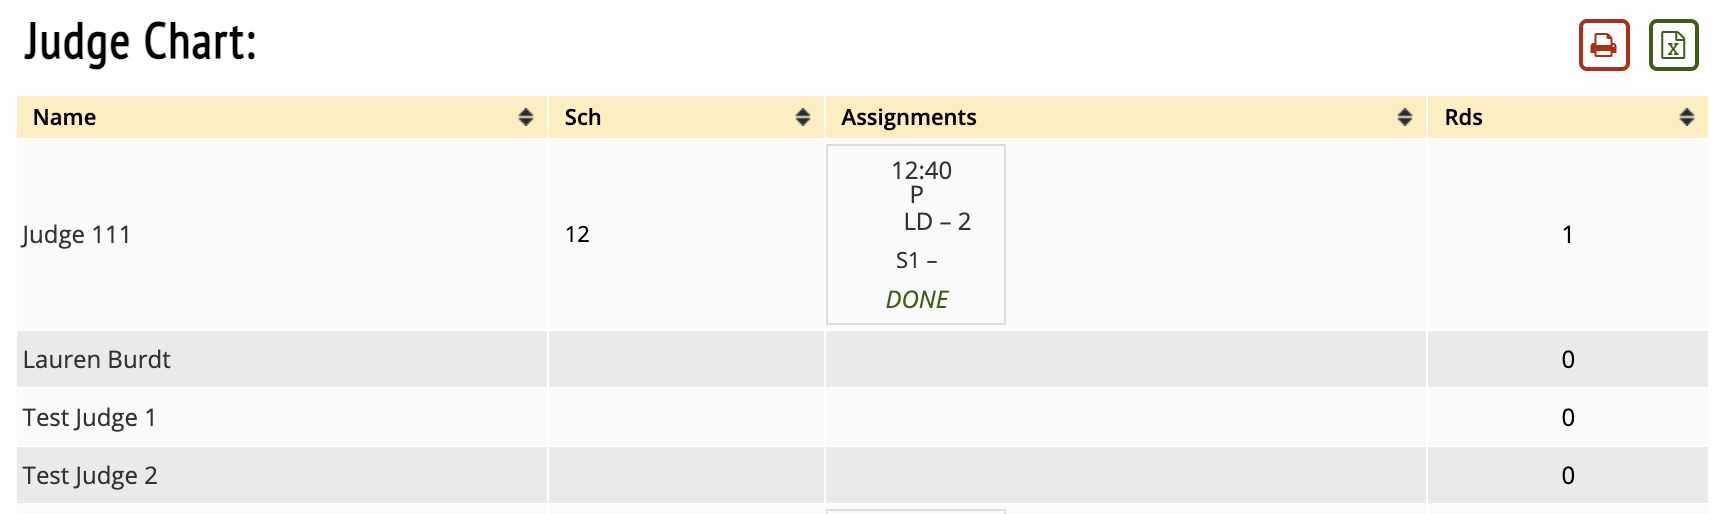 Judge Chart:
Name Sch Assignments Rds
12:40
P
LD – 2
Judge 111 12 1
S1 –
DONE
Lauren Burdt 0
Test Judge 1 0
Test Judge 2 0